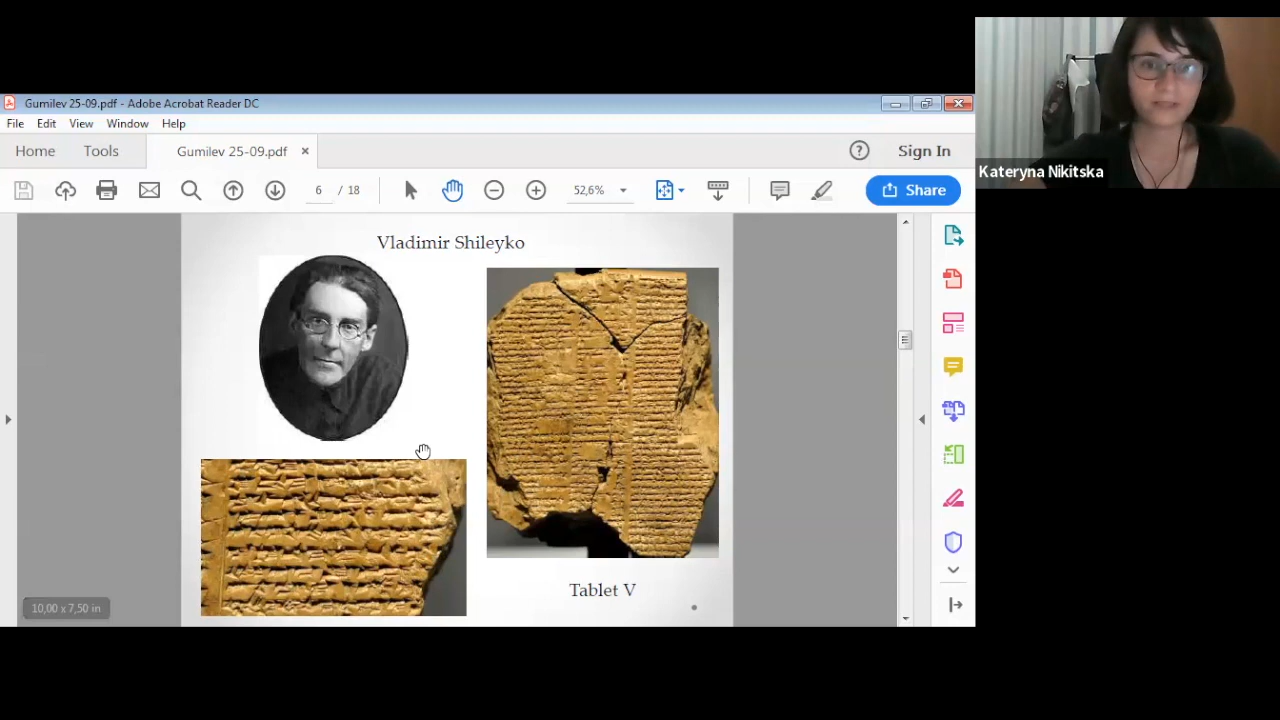 Gumilev 25-09.pdf - Adobe Acrobat Reader DC
File Edit View Window Help
Home Tools Gumilev 25-09.pdf × Sign In
6 / 18 52,6% Share
Kateryna Nikitska
Vladimir Shileyko
Tablet V
10,00 x 7,50 in